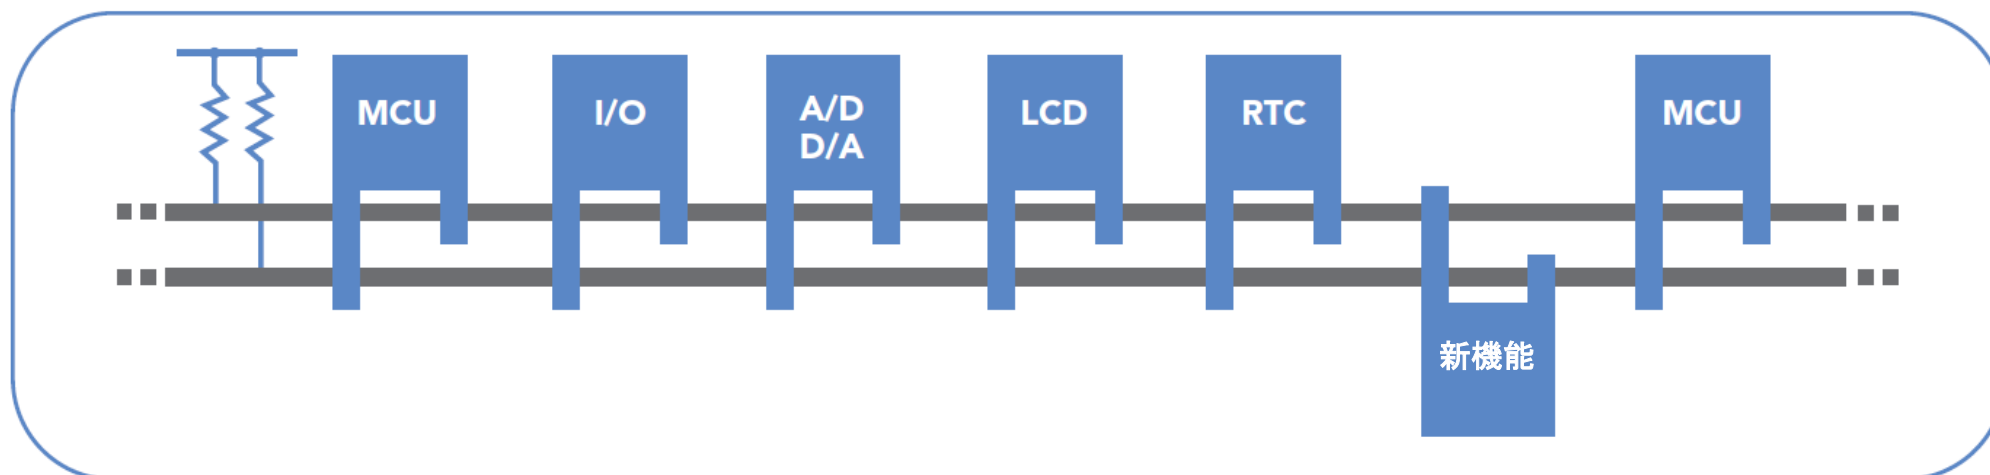 MCU
I/O
A/D
D/A
LCD
RTC
MCU
新機能